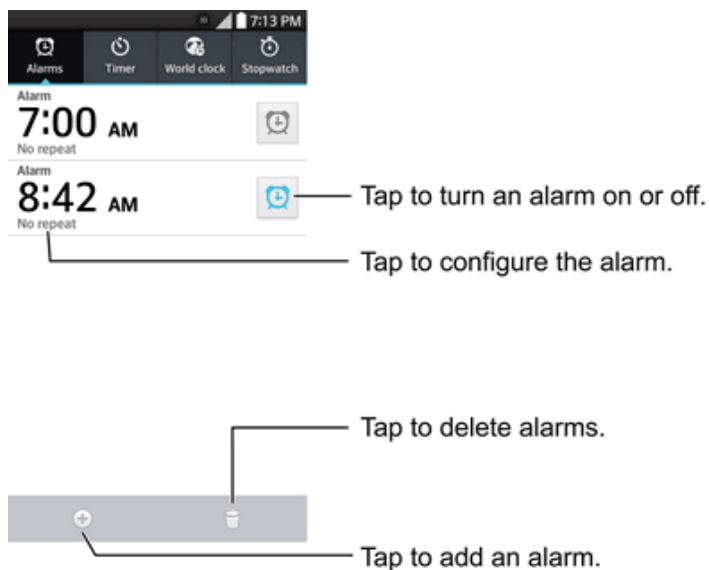 7:13 PM
Alarms Timer World clock Stopwatch
Alarm
7:00 AM
No repeat
Alarm
8:42 AM
No repeat
Tap to turn an alarm on or off.
Tap to configure the alarm.
Tap to delete alarms.
Tap to add an alarm.